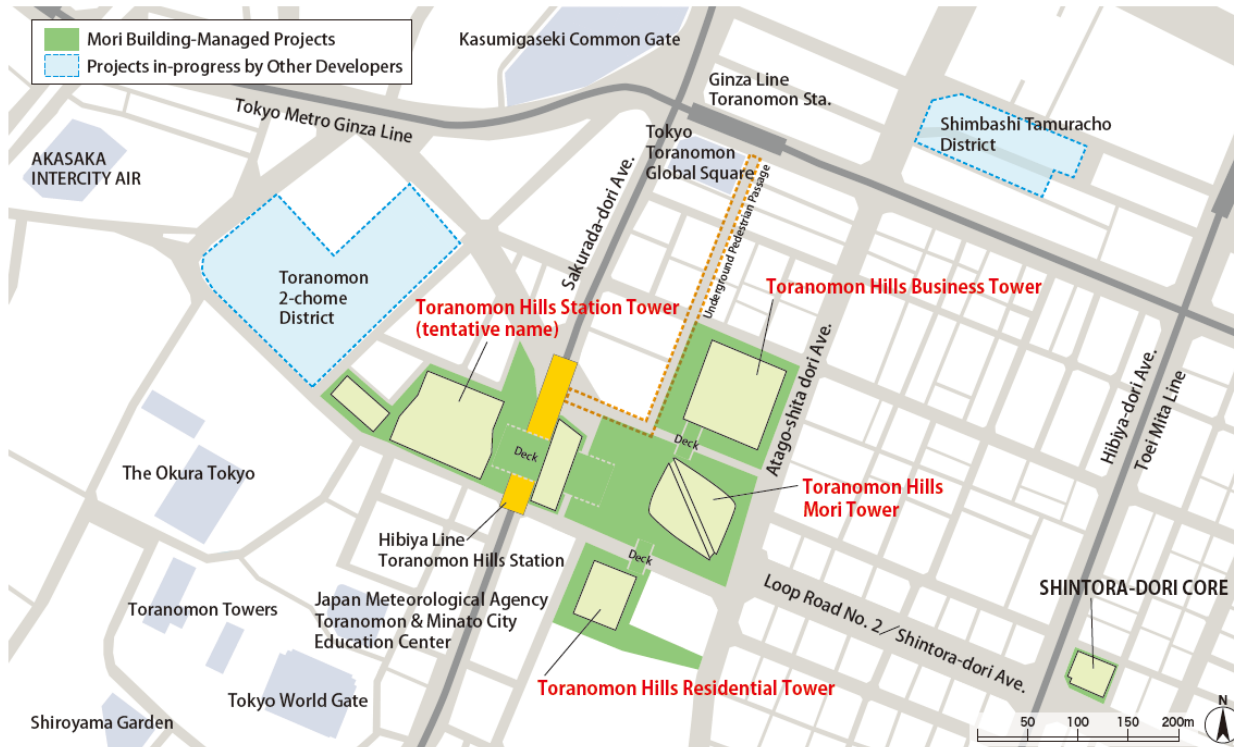 Mori Building-Managed Projects
Projects in-progress by Other Developers
Kasumigaseki Common Gate
Ginza Line
Toranomon Sta.
Tokyo Metro Ginza Line
AKASAKA
INTERCITY AIR
Tokyo
Toranomon
Global Square
Shimbashi Tamuracho
District
Sakurada-dori Ave.
Underground Pedestrian Passage
Toranomon
2-chome
District
Toranomon Hills Station Tower
(tentative name)
Toranomon Hills Business Tower
Atago-shita dori Ave.
Hibiya-dori Ave.
Toei Mita Line
Deck
Deck
The Okura Tokyo
Toranomon Hills
Mori Tower
Hibiya Line
Toranomon Hills Station
Deck
Loop Road No. 2／Shintora-dori Ave.
SHINTORA-DORI CORE
Toranomon Towers
Japan Meteorological Agency
Toranomon & Minato City
Education Center
Toranomon Hills Residential Tower
Tokyo World Gate
Shiroyama Garden
N
50 100 150 200m